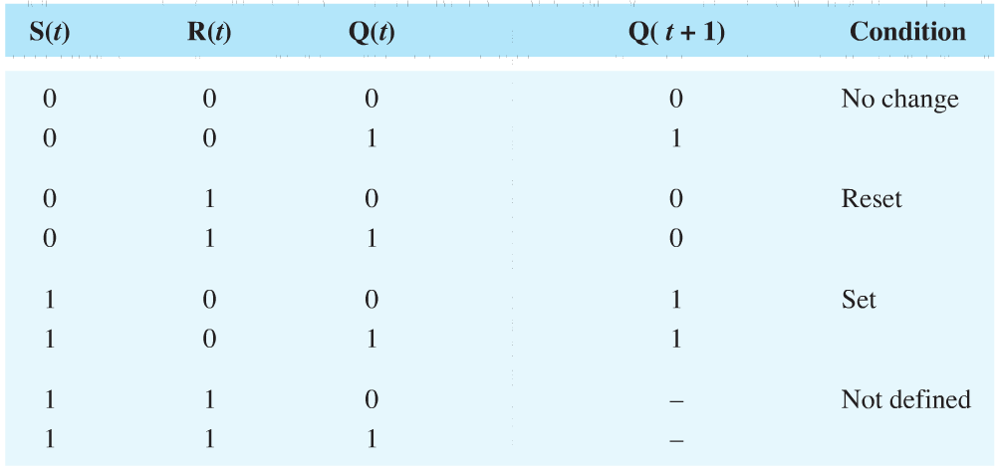 S(t) R(t) Q(t) Q( t + 1) Condition
0 0 0 0 No change
0 0 1 1
0 1 0 0 Reset
0 1 1 0
1 0 0 1 Set
1 0 1 1
1 1 0 – Not defined
1 1 1 –